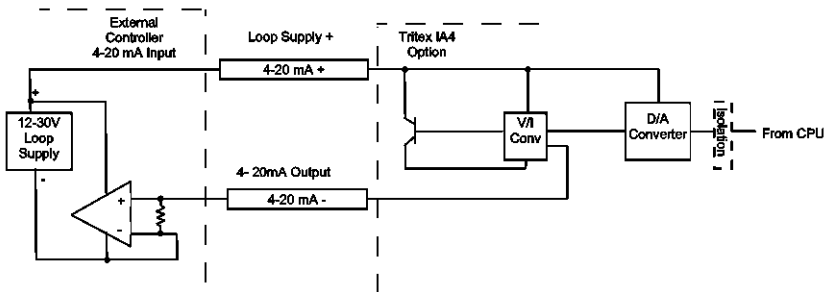 External
Controller
4-20 mA Input
Loop Supply +
Tritex IA4
Option
4-20 mA +
+
12-30V
Loop
Supply
-
V/I
Conv
D/A
Converter
Isolation
From CPU
4- 20mA Output
4-20 mA -
+
-